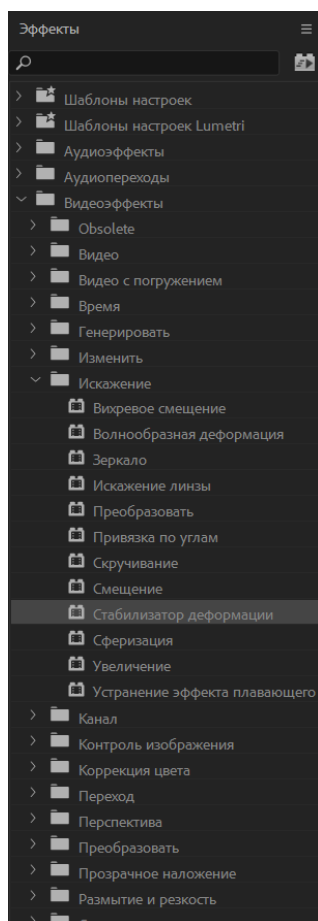 Эффекты
Шаблоны настроек
Шаблоны настроек Lumetri
Аудиоэффекты
Аудиопереходы
Видеоэффекты
Obsolete
Видео
Видео с погружением
Время
Генерировать
Изменить
Искажение
Вихревое смещение
Волнообразная деформация
Зеркало
Искажение линзы
Преобразовать
Привязка по углам
Скручивание
Смещение
Стабилизатор деформации
Сферизация
Увеличение
Устранение эффекта плавающего
Канал
Контроль изображения
Коррекция цвета
Переход
Перспектива
Преобразовать
Прозрачное наложение
Размытие и резкость